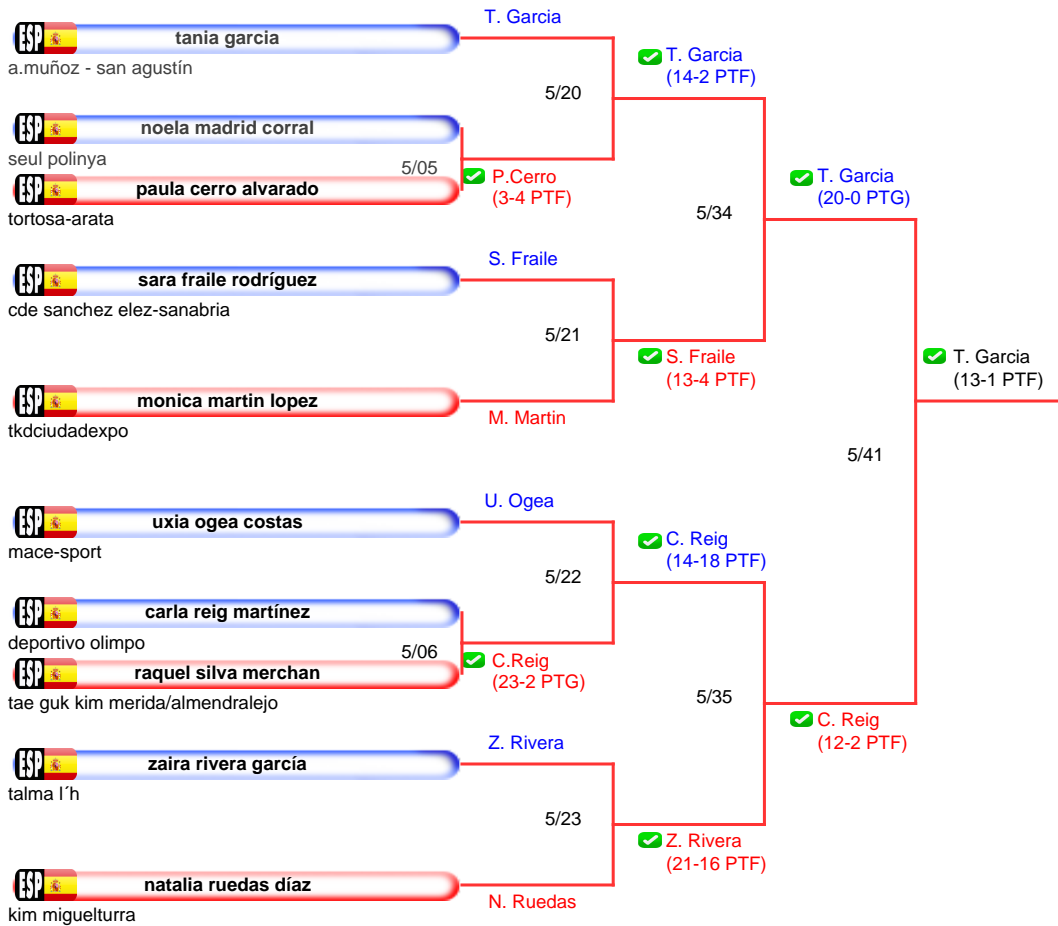 T. Garcia
ESP
tania garcia
a.muñoz - san agustín
T. Garcia
(14-2 PTF)
5/20
ESP
noela madrid corral
seul polinya
5/05
P.Cerro
(3-4 PTF)
ESP
paula cerro alvarado
tortosa-arata
T. Garcia
(20-0 PTG)
5/34
S. Fraile
ESP
sara fraile rodríguez
cde sanchez elez-sanabria
5/21
S. Fraile
(13-4 PTF)
T. Garcia
(13-1 PTF)
ESP
monica martin lopez
M. Martin
tkdciudadexpo
5/41
U. Ogea
ESP
uxia ogea costas
mace-sport
C. Reig
(14-18 PTF)
5/22
ESP
carla reig martínez
deportivo olimpo
5/06
C.Reig
(23-2 PTG)
ESP
raquel silva merchan
tae guk kim merida/almendralejo
5/35
C. Reig
(12-2 PTF)
Z. Rivera
ESP
zaira rivera garcía
talma l´h
5/23
Z. Rivera
(21-16 PTF)
ESP
natalia ruedas díaz
N. Ruedas
kim miguelturra